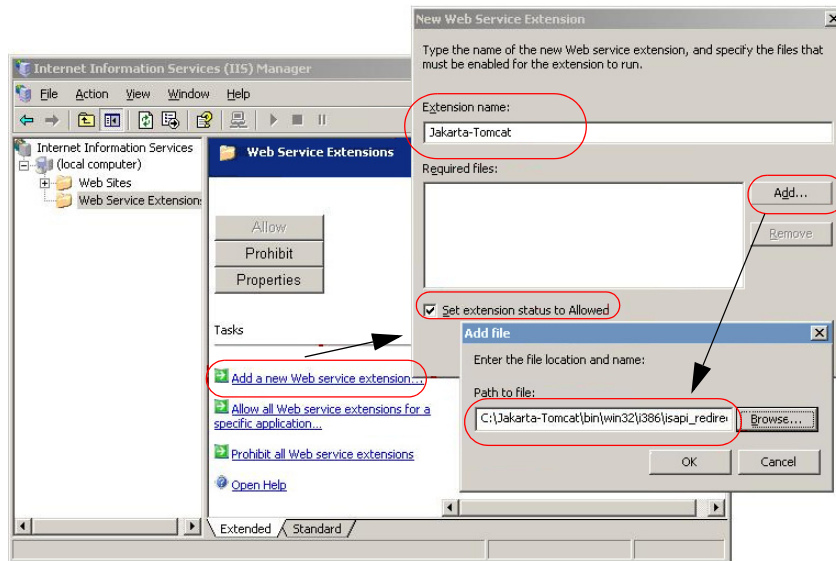 New Web Service Extension
Type the name of the new Web service extension, and specify the files that
must be enabled for the extension to run.
Extension name:
Jakarta-Tomcat
Required files:
Add...
Remove
Set extension status to Allowed
Internet Information Services (IIS) Manager
File Action View Window Help
Internet Information Services
(local computer)
Web Sites
Web Service Extension
Web Service Extensions
Allow
Prohibit
Properties
Tasks
Add a new Web service extension...
Allow all Web service extensions for a
specific application...
Prohibit all Web service extensions
Open Help
Extended Standard
Add file
Enter the file location and name:
Path to file:
C:\Jakarta-Tomcat\bin\win32\i386\isapi_redire
Browse...
OK Cancel